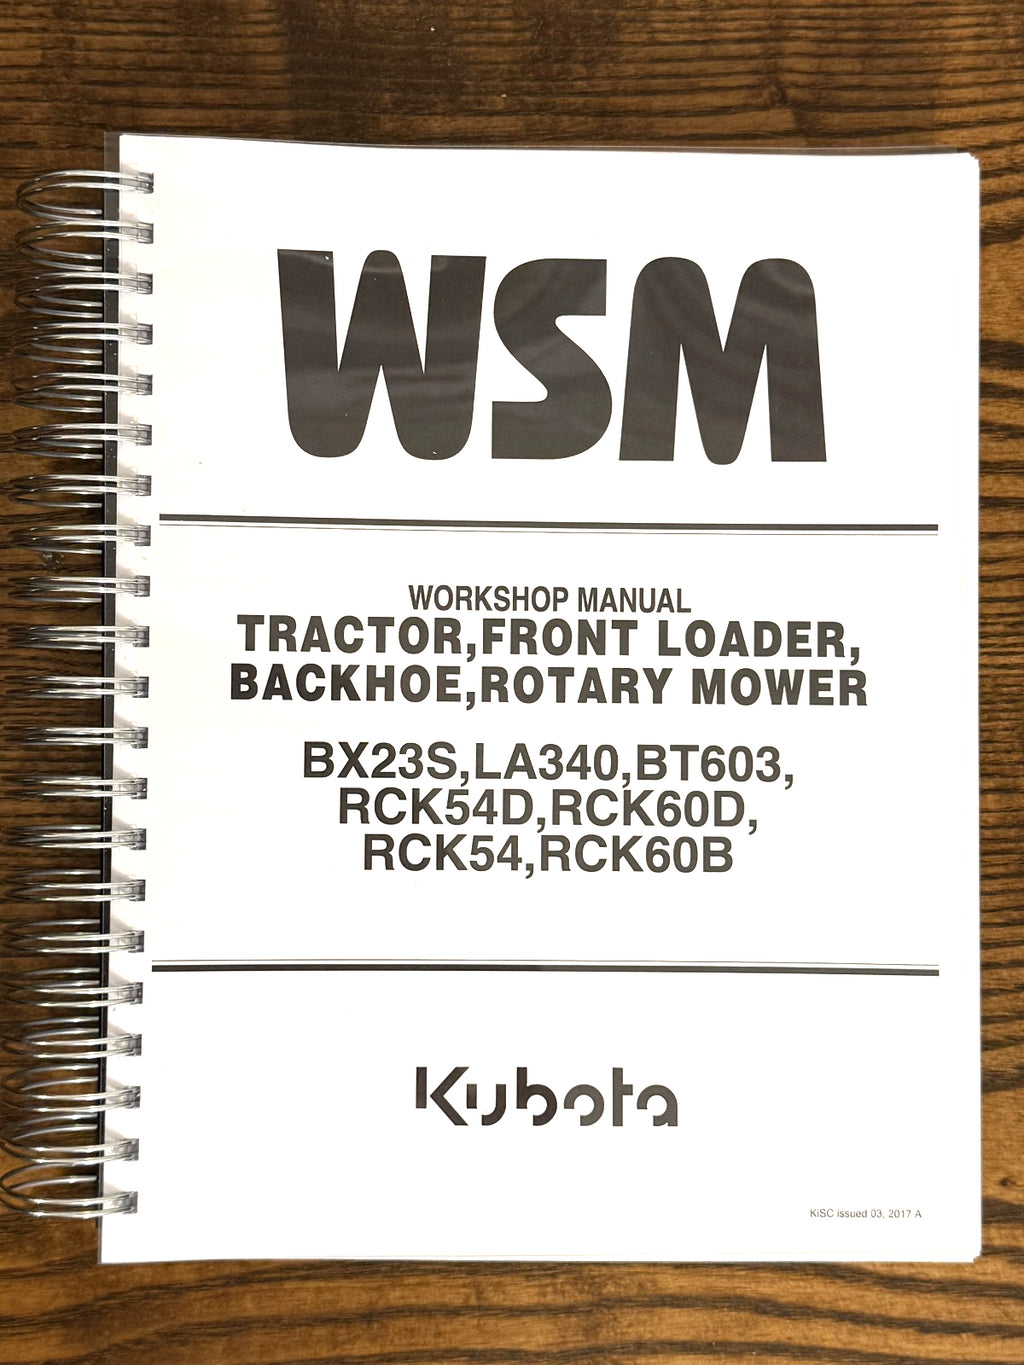 WSM
WORKSHOP MANUAL
TRACTOR,FRONT LOADER,
BACKHOE,ROTARY MOWER
BX23S,LA340,BT603,
RCK54D,RCK60D,
RCK54,RCK60B
Kubota
KiSC issued 03, 2017 A